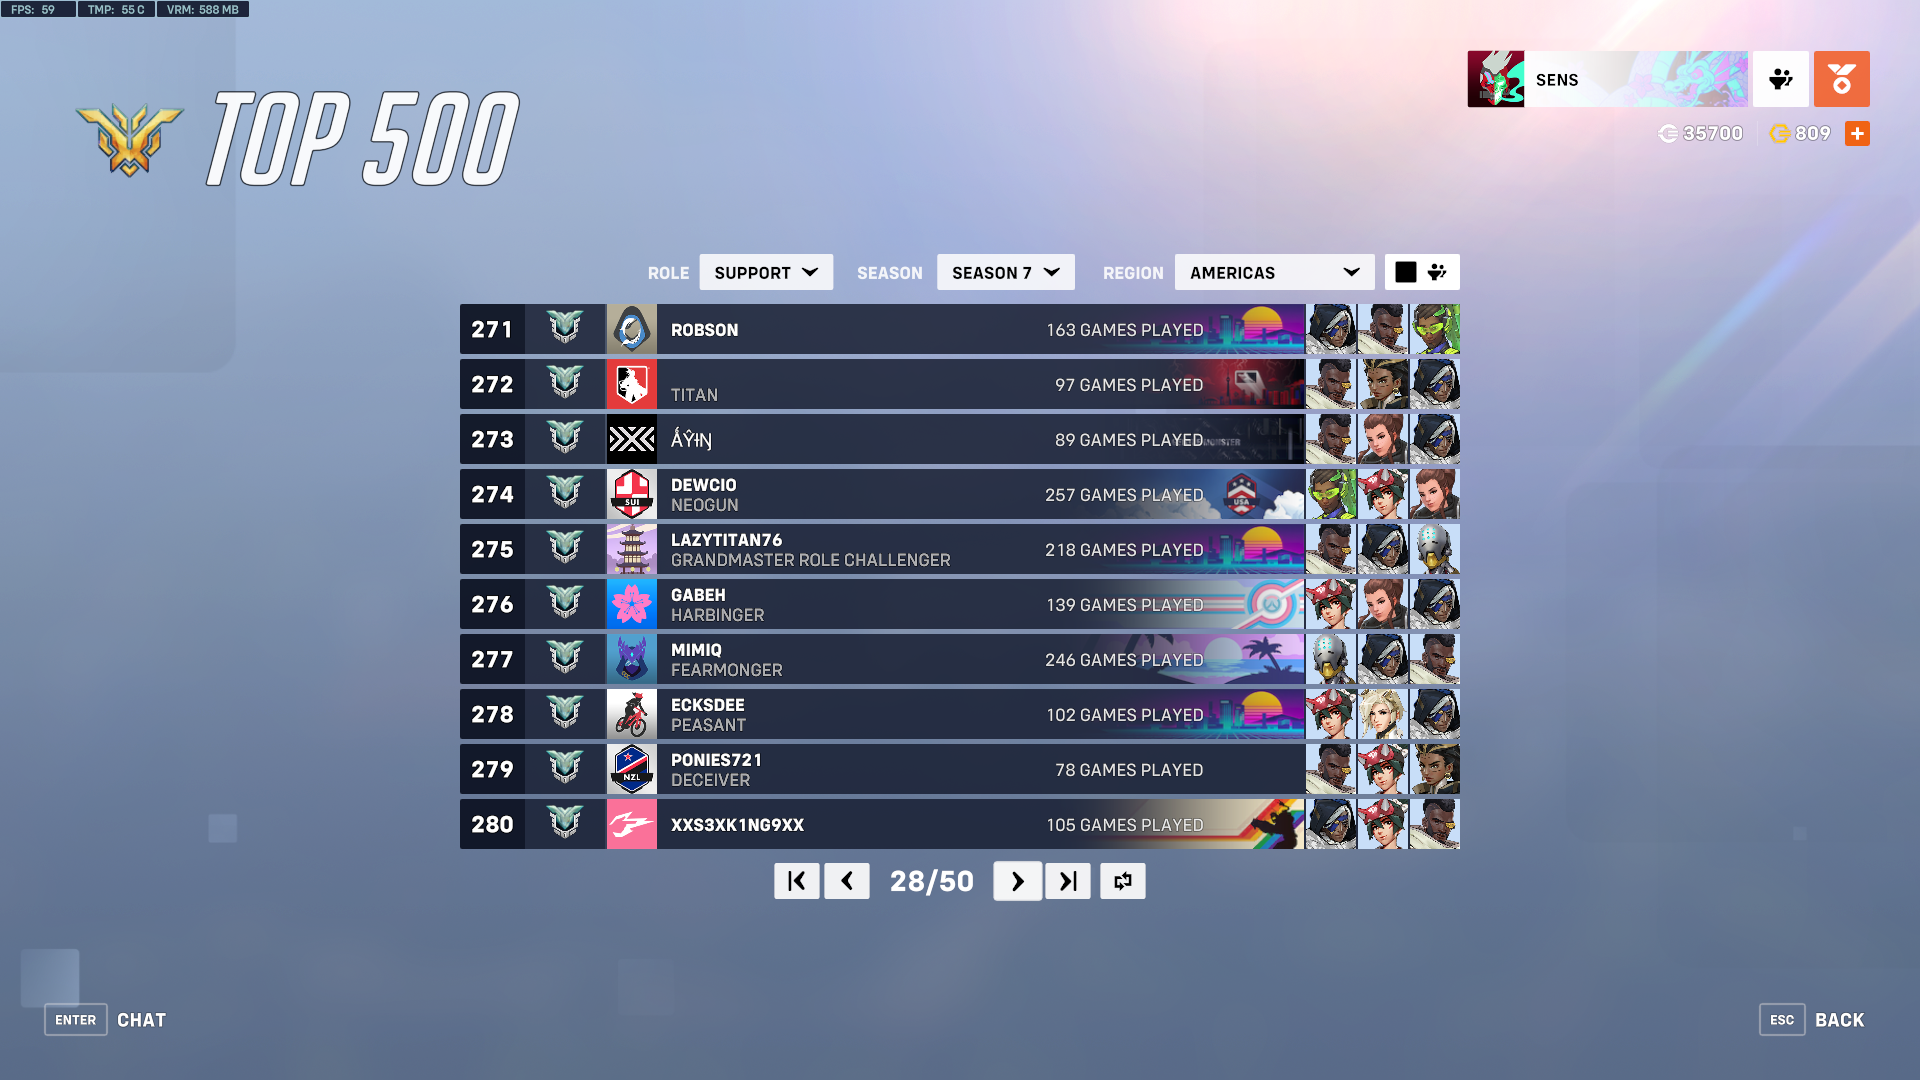 FPS: 59 TMP: 55 C VRM: 588 MB
TOP 500
SENS
35700 809
ROLE SUPPORT SEASON SEASON 7 REGION AMERICAS
271 ROBSON 163 GAMES PLAYED
272 TITAN 97 GAMES PLAYED
273 ǺŶƗŊ 89 GAMES PLAYED
274 SUI DEWCIO 257 GAMES PLAYED USA
NEOGUN
275 LAZYTITAN76 218 GAMES PLAYED
GRANDMASTER ROLE CHALLENGER
276 GABEH 139 GAMES PLAYED
HARBINGER
277 MIMIQ 246 GAMES PLAYED
FEARMONGER
278 ECKSDEE 102 GAMES PLAYED
PEASANT
279 NZL PONIES721 78 GAMES PLAYED
DECEIVER
280 XXS3XK1NG9XX 105 GAMES PLAYED
28/50
ENTER CHAT
ESC BACK